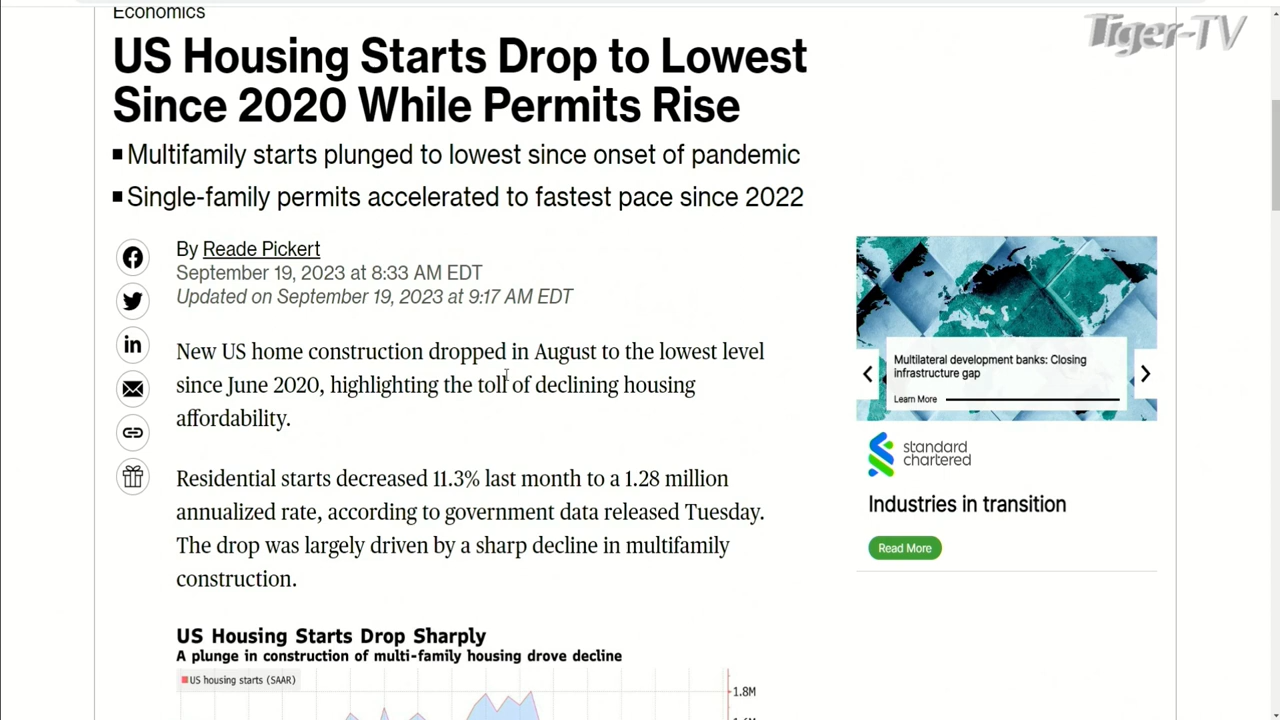 Economics
Tiger-TV
US Housing Starts Drop to Lowest
Since 2020 While Permits Rise
Multifamily starts plunged to lowest since onset of pandemic
Single-family permits accelerated to fastest pace since 2022
By Reade Pickert
September 19, 2023 at 8:33 AM EDT
Updated on September 19, 2023 at 9:17 AM EDT
New US home construction dropped in August to the lowest level
since June 2020, highlighting the toll of declining housing
affordability.
Residential starts decreased 11.3% last month to a 1.28 million
annualized rate, according to government data released Tuesday.
The drop was largely driven by a sharp decline in multifamily
construction.
US Housing Starts Drop Sharply
A plunge in construction of multi-family housing drove decline
US housing starts (SAAR)
1.8M
Multilateral development banks: Closing
infrastructure gap
Learn More
standard
chartered
Industries in transition
Read More